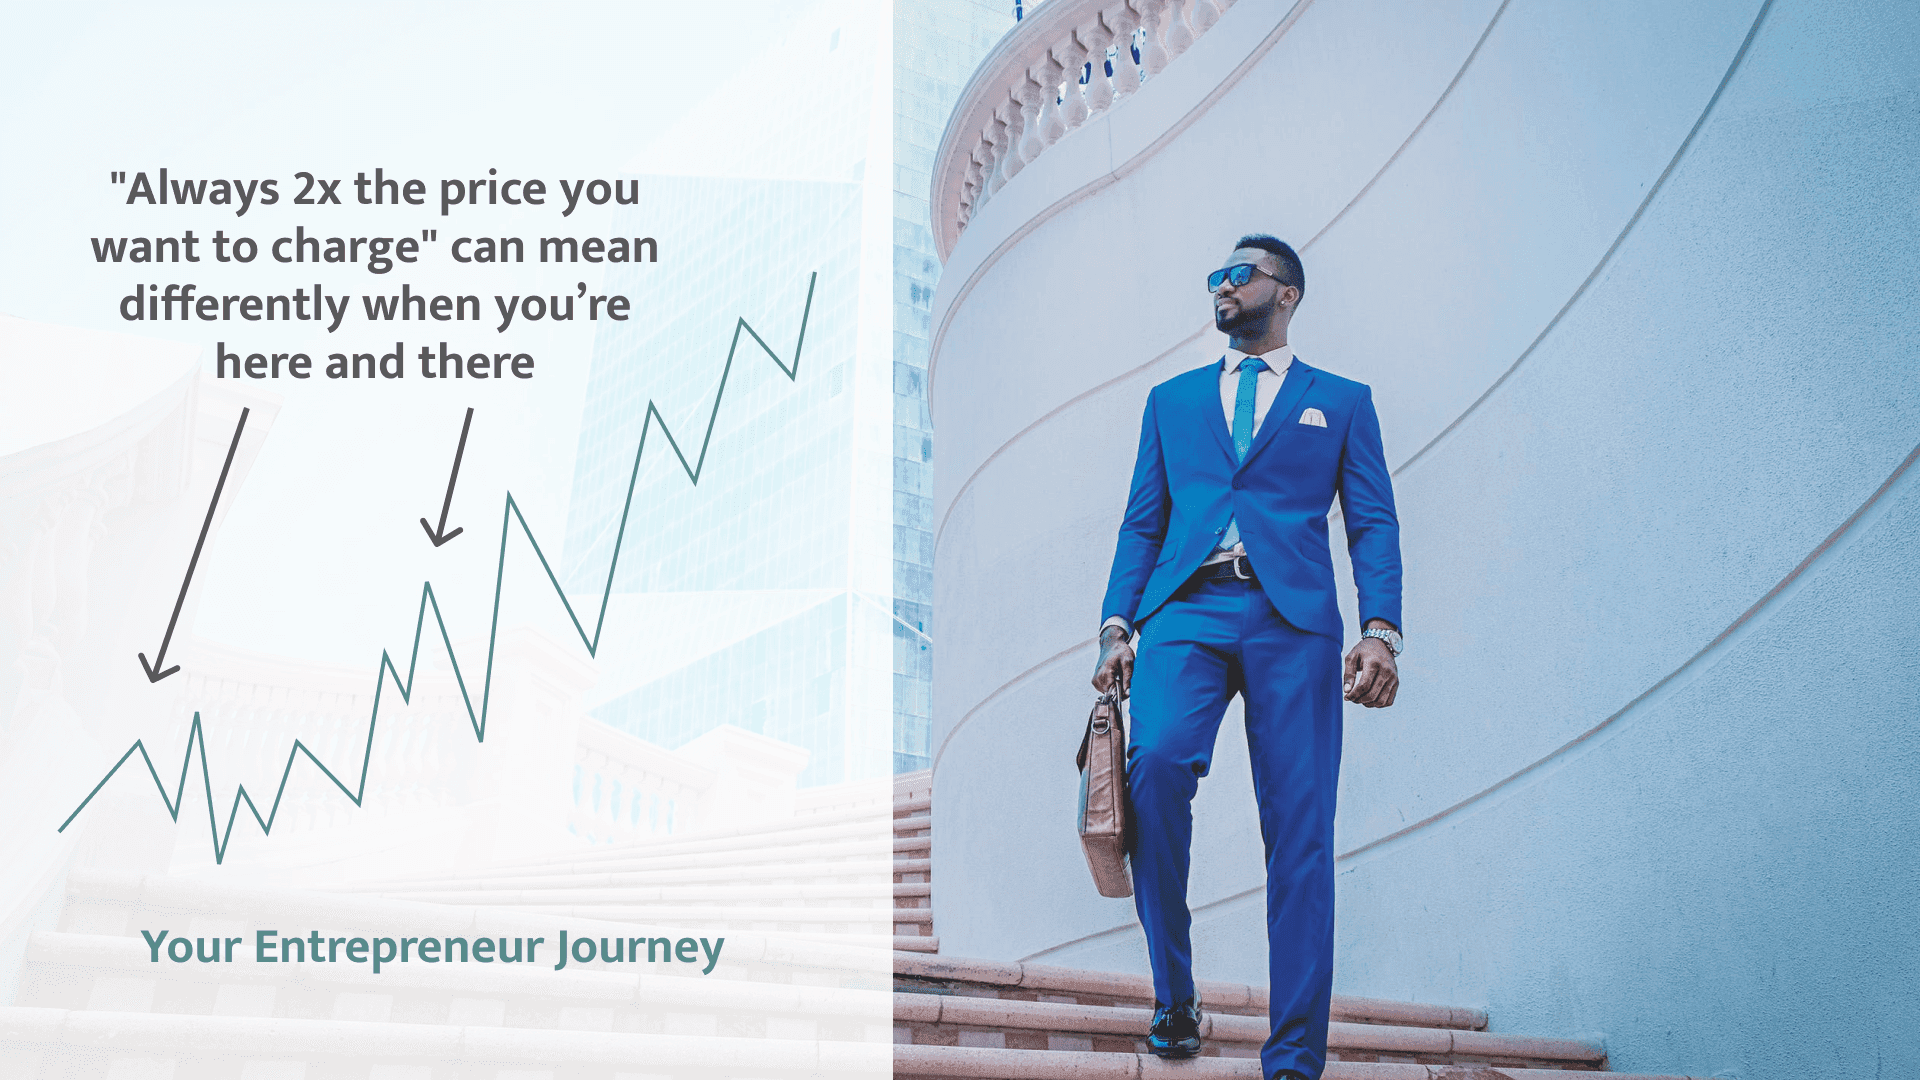 "Always 2x the price you
want to charge" can mean
differently when you’re
here and there
Your Entrepreneur Journey